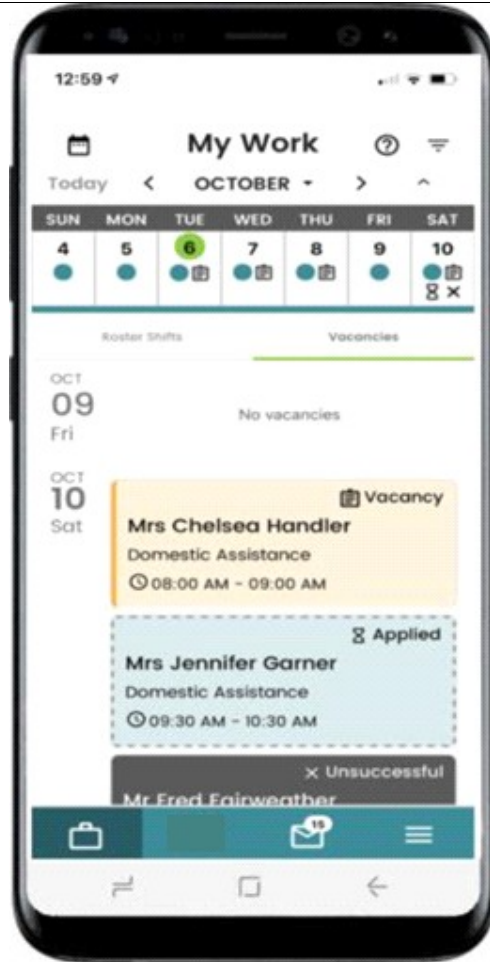 12:59
My Work
Today < OCTOBER >
SUN MON TUE WED THU FRI SAT
4 5 6 7 8 9 10
Roster Shifts Vacancies
OCT
09
Fri
No vacancies
OCT
10
Sat
Vacancy
Mrs Chelsea Handler
Domestic Assistance
08:00 AM - 09:00 AM
Applied
Mrs Jennifer Garner
Domestic Assistance
09:30 AM - 10:30 AM
Unsuccessful
Mr Fred Fairweather
15